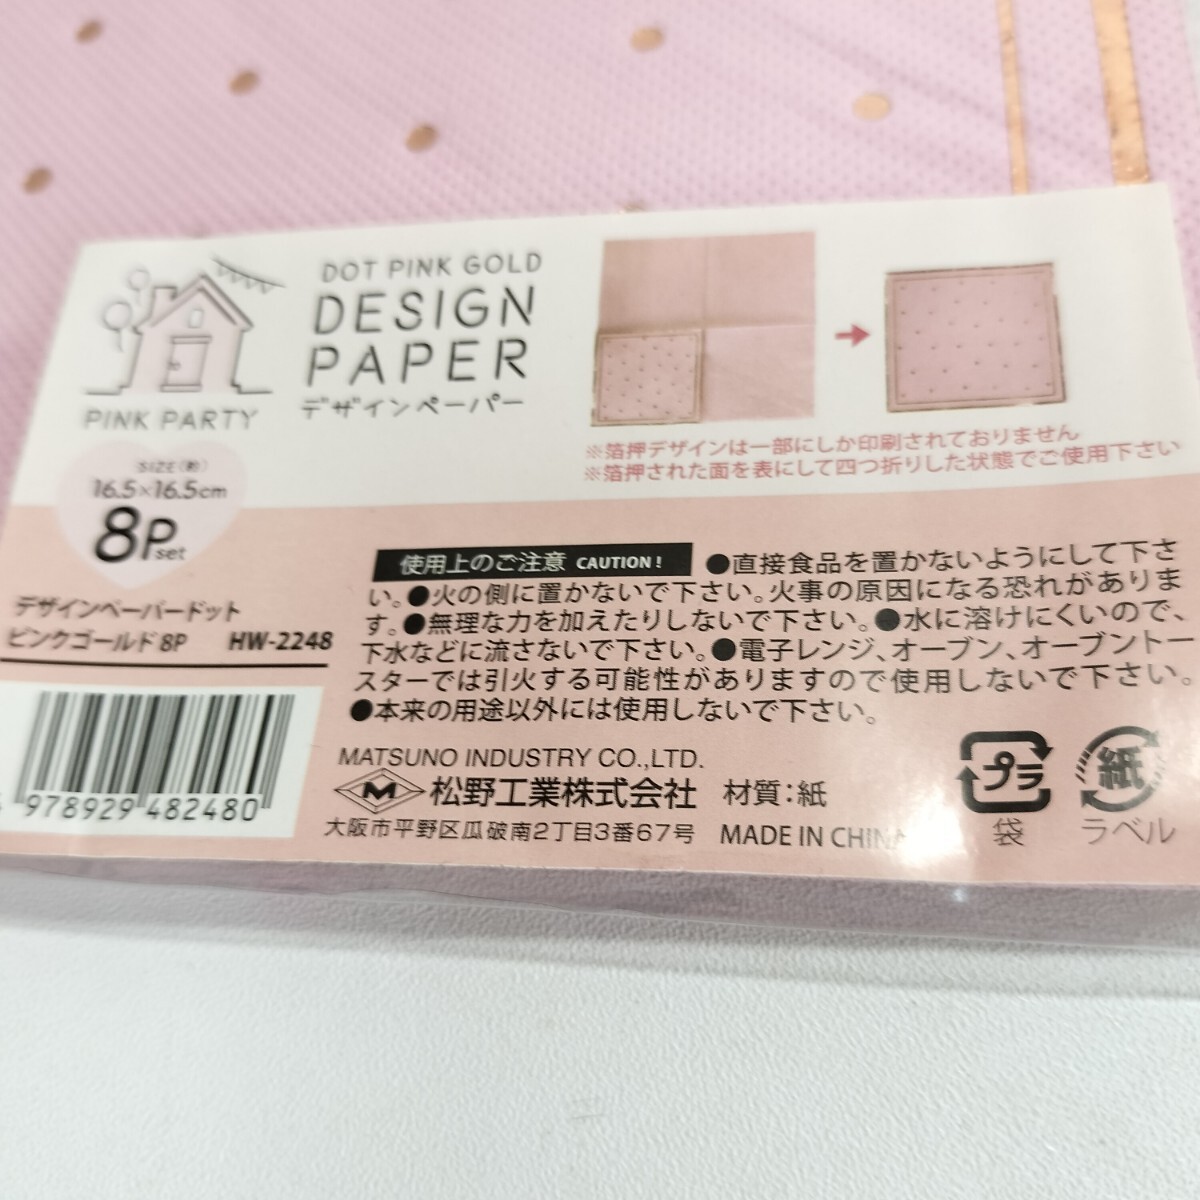 DOT PINK GOLD
DESIGN
PAPER
デザインペーパー
PINK PARTY
SIZE(約)
16.5×16.5cm
8P set
デザインペーパードット
ピンクゴールド 8P HW-2248
978929 482480
※箔押デザインは一部にしか印刷されておりません
※箔押された面を表にして四つ折りした状態でご使用下さい
使用上のご注意 CAUTION! ●直接食品を置かないようにして下さ
い。●火の側に置かないで下さい。火事の原因になる恐れがありま
す。●無理な力を加えたりしないで下さい。●水に溶けにくいので、
下水などに流さないで下さい。●電子レンジ、オーブン、オーブントー
スターでは引火する可能性がありますので使用しないで下さい。
●本来の用途以外には使用しないで下さい。
MATSUNO INDUSTRY CO.,LTD.
M 松野工業株式会社 材質:紙
大阪市平野区瓜破南2丁目3番67号 MADE IN CHINA
プラ
袋
紙
ラベル